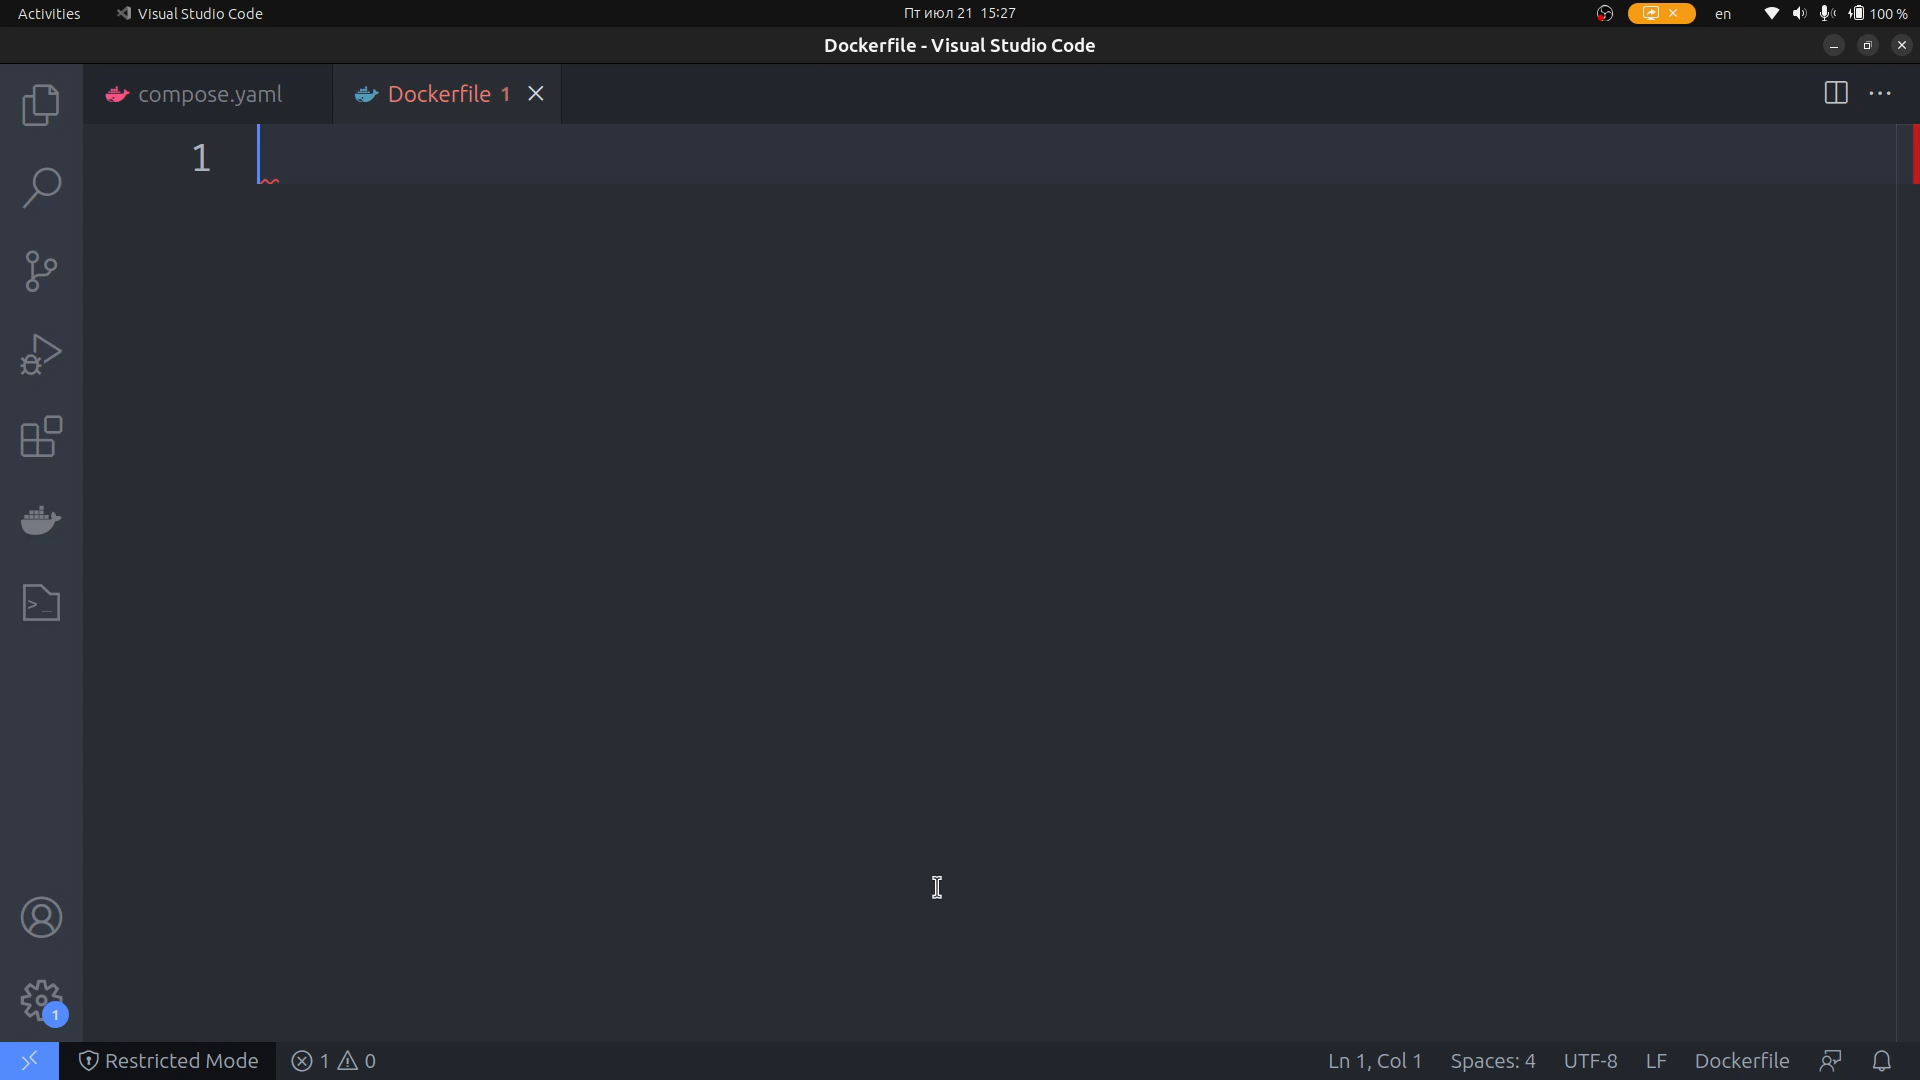 Activities Visual Studio Code Пт июл 21 15:27 en 100 %
Dockerfile - Visual Studio Code
compose.yaml Dockerfile 1
1
>_
1
Restricted Mode 1 0 Ln 1, Col 1 Spaces: 4 UTF-8 LF Dockerfile